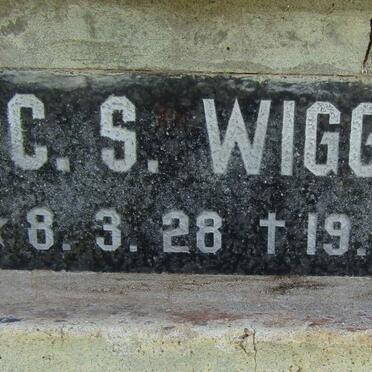 C. S. WIGG
* 8. 3. 28 † 19.